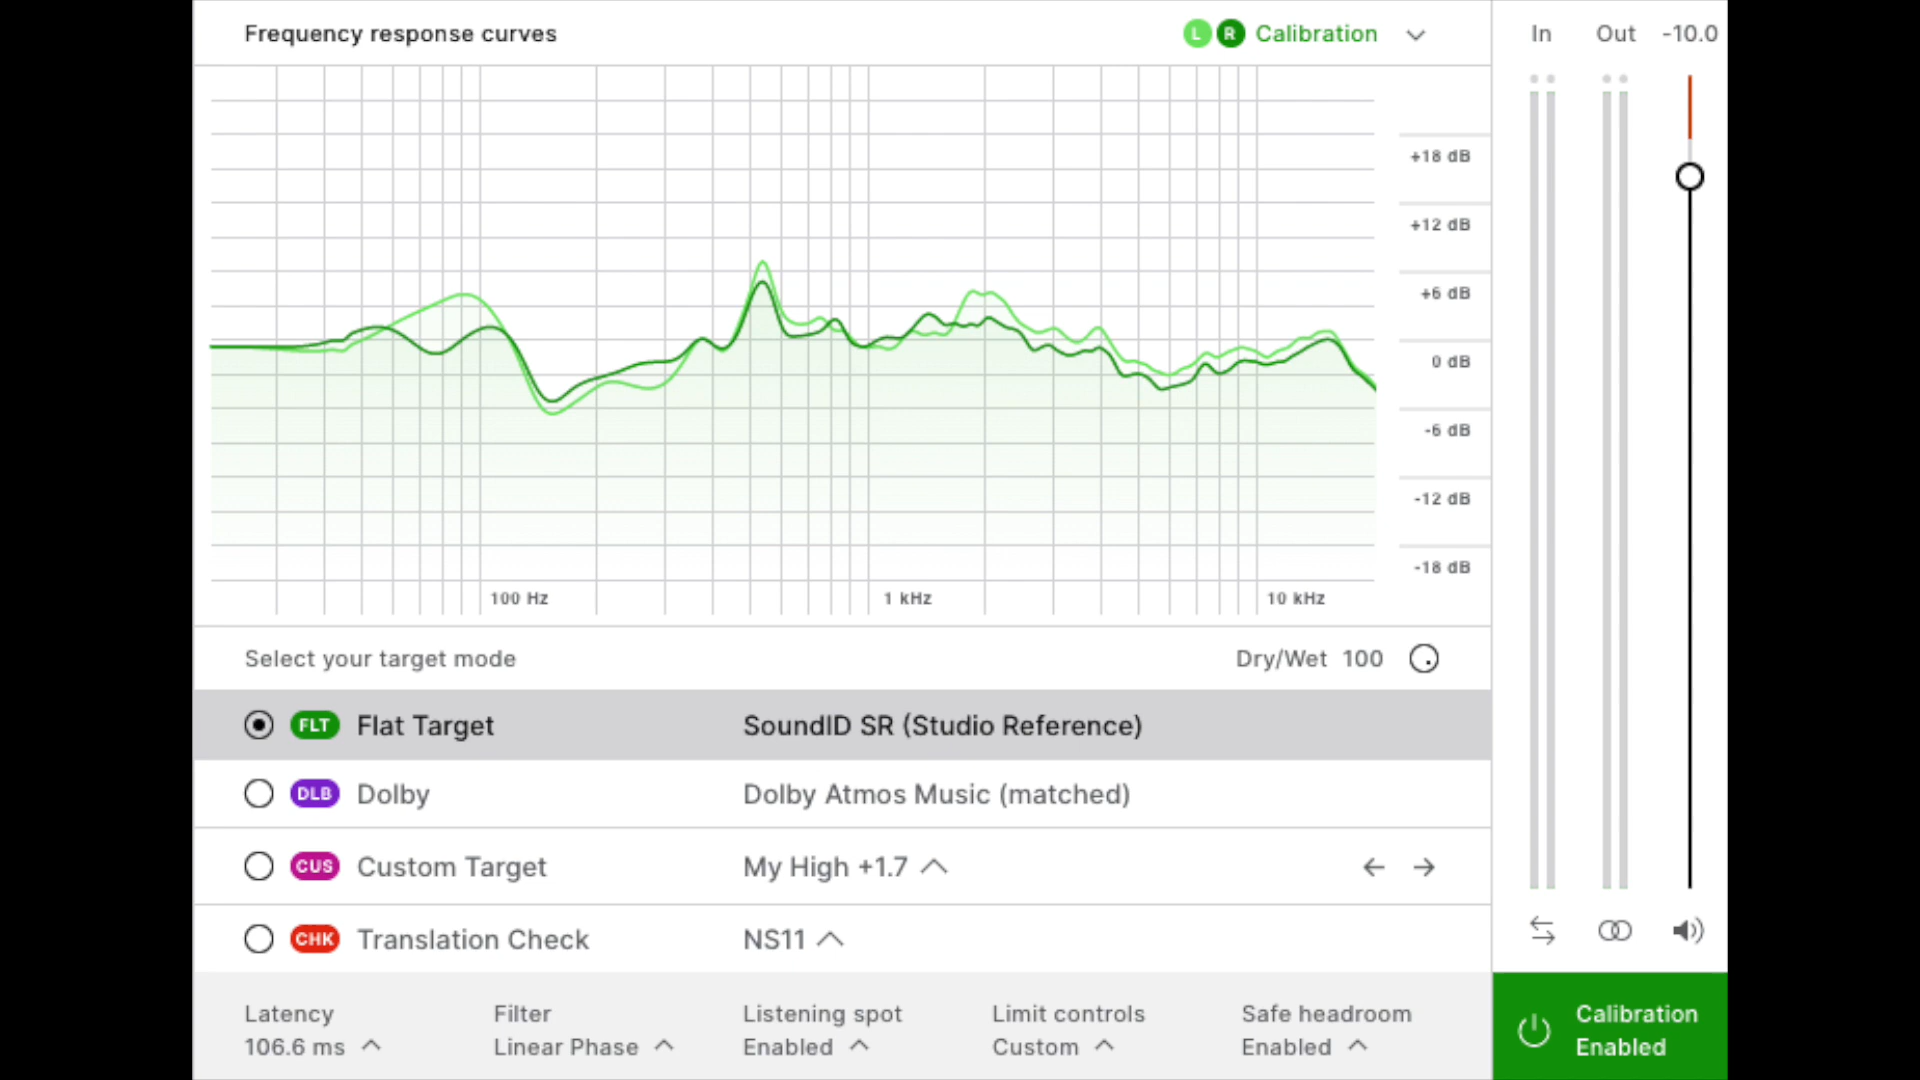 Frequency response curves
L R Calibration
In Out -10.0
+18 dB
+12 dB
+6 dB
0 dB
-6 dB
-12 dB
-18 dB
100 Hz 1 kHz 10 kHz
Select your target mode Dry/Wet 100
FLT Flat Target SoundID SR (Studio Reference)
DLB Dolby Dolby Atmos Music (matched)
CUS Custom Target My High +1.7
CHK Translation Check NS11
Latency Filter Listening spot Limit controls Safe headroom
106.6 ms Linear Phase Enabled Custom Enabled
Calibration
Enabled